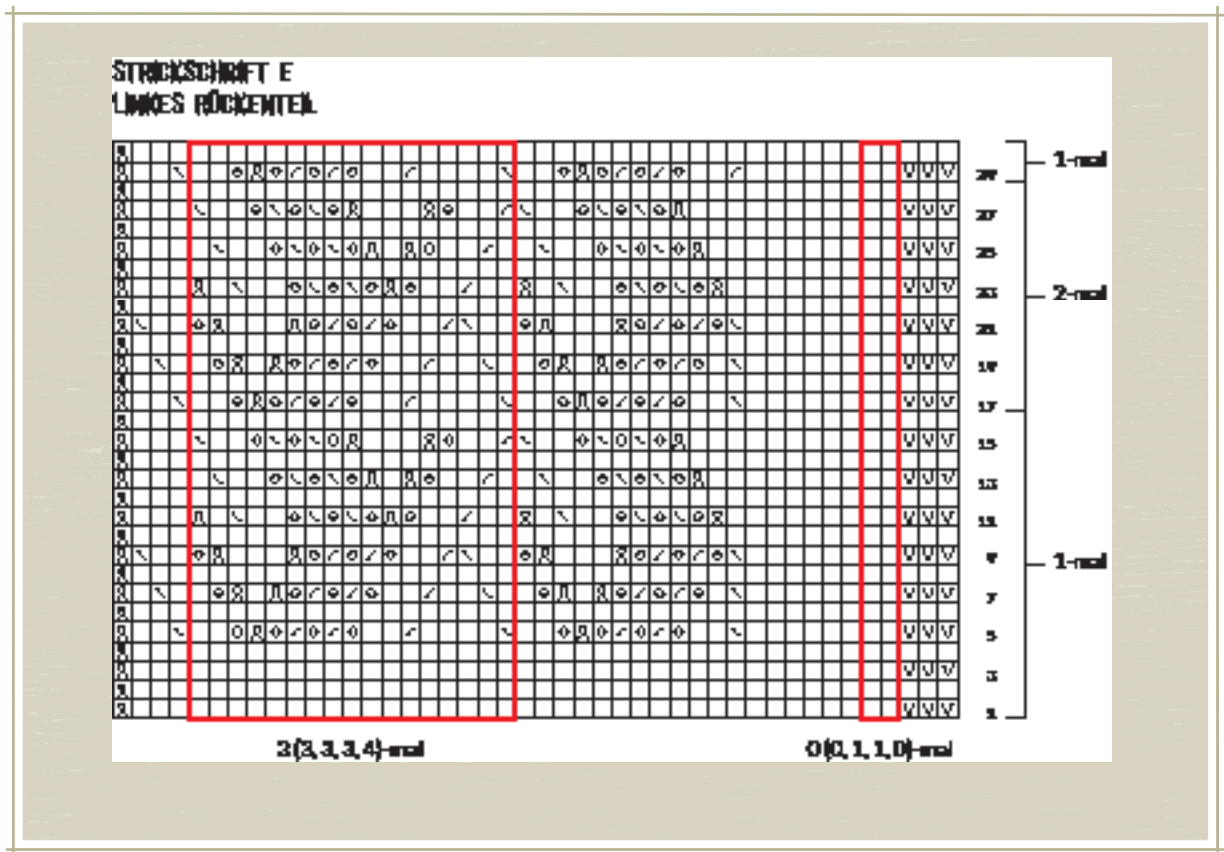 STRICKSCHRIFT E
LINKES RÜCKENTEIL
1-mal
29
27
25
23
2-mal
21
19
17
15
13
11
9
1-mal
7
5
3
1
3(3, 3, 3, 4)-mal
0(0, 1, 1, 0)-mal